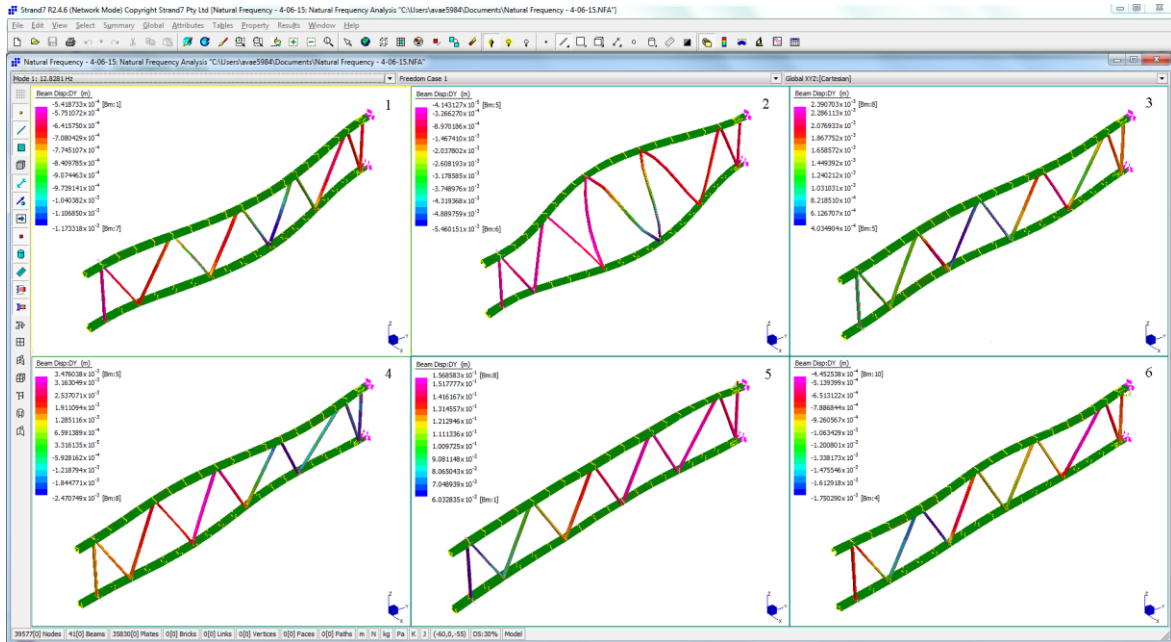 Strand7 R2.4.6 (Network Mode) Copyright Strand7 Pty Ltd [Natural Frequency - 4-06-15: Natural Frequency Analysis "C:\Users\avae5984\Documents\Natural Frequency - 4-06-15.NFA"]
File Edit View Select Summary Global Attributes Tables Property Results Window Help
Natural Frequency - 4-06-15: Natural Frequency Analysis "C:\Users\avae5984\Documents\Natural Frequency - 4-06-15.NFA"
Mode 1: 12.8281 Hz
Freedom Case 1
Global XYZ:[Cartesian]
Beam Disp:DY (m)
-5.418733x10⁻⁴ [Bm:1]
-5.751072x10⁻⁴
-6.415750x10⁻⁴
-7.080429x10⁻⁴
-7.745107x10⁻⁴
-8.409785x10⁻⁴
-9.074463x10⁻⁴
-9.739141x10⁻⁴
-1.040382x10⁻³
-1.106850x10⁻³
-1.173318x10⁻³ [Bm:7]
1
Beam Disp:DY (m)
-4.143127x10⁻⁵ [Bm:5]
-3.266270x10⁻⁴
-8.970186x10⁻⁴
-1.467410x10⁻³
-2.037802x10⁻³
-2.608193x10⁻³
-3.178585x10⁻³
-3.748976x10⁻³
-4.319368x10⁻³
-4.889759x10⁻³
-5.460151x10⁻³ [Bm:6]
2
Beam Disp:DY (m)
2.390703x10⁻³ [Bm:8]
2.286113x10⁻³
2.076933x10⁻³
1.867752x10⁻³
1.658572x10⁻³
1.449392x10⁻³
1.240212x10⁻³
1.031031x10⁻³
8.218510x10⁻⁴
6.126707x10⁻⁴
4.034904x10⁻⁴ [Bm:5]
3
Beam Disp:DY (m)
3.476038x10⁻³ [Bm:5]
3.163049x10⁻³
2.537071x10⁻³
1.911094x10⁻³
1.285116x10⁻³
6.591389x10⁻⁴
3.316135x10⁻⁵
-5.928162x10⁻⁴
-1.218794x10⁻³
-1.844771x10⁻³
-2.470749x10⁻³ [Bm:8]
4
Beam Disp:DY (m)
1.568583x10⁻¹ [Bm:8]
1.517777x10⁻¹
1.416167x10⁻¹
1.314557x10⁻¹
1.212946x10⁻¹
1.111336x10⁻¹
1.009725x10⁻¹
9.081148x10⁻²
8.065043x10⁻²
7.048939x10⁻²
6.032835x10⁻² [Bm:1]
5
Beam Disp:DY (m)
-4.452538x10⁻⁴ [Bm:10]
-5.139399x10⁻⁴
-6.513122x10⁻⁴
-7.886844x10⁻⁴
-9.260567x10⁻⁴
-1.063429x10⁻³
-1.200801x10⁻³
-1.338173x10⁻³
-1.475546x10⁻³
-1.612918x10⁻³
-1.750290x10⁻³ [Bm:4]
6
39577[0] Nodes 41[0] Beams 35830[0] Plates 0[0] Bricks 0[0] Links 0[0] Vertices 0[0] Faces 0[0] Paths m N kg Pa K J (-60,0,-55) DS:30% Model